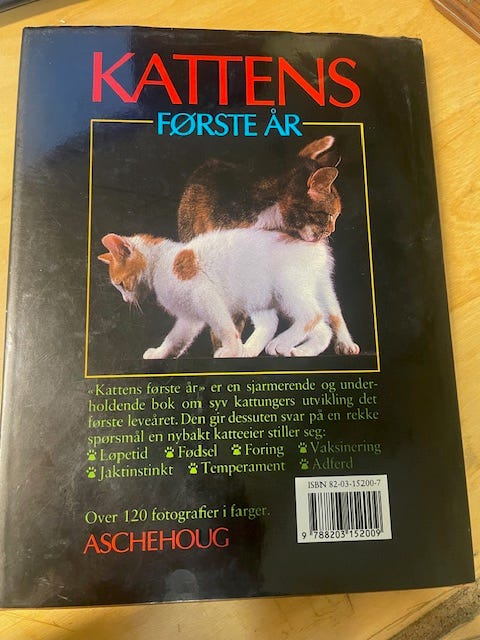 KATTENS
FØRSTE ÅR
«Kattens første år» er en sjarmerende og under-
holdende bok om syv kattungers utvikling det
første leveåret. Den gir dessuten svar på en rekke
spørsmål en nybakt katteeier stiller seg:
Løpetid Fødsel Foring Vaksinering
Jaktinstinkt Temperament Adferd
ISBN 82-03-15200-7
Over 120 fotografier i farger.
ASCHEHOUG
9 788203 152009